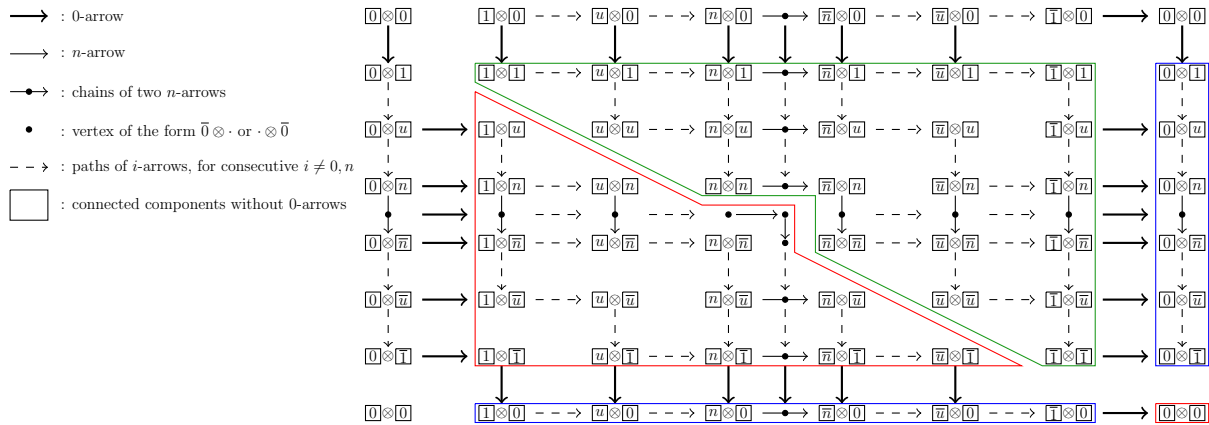 : 0-arrow
: n-arrow
: chains of two n-arrows
: vertex of the form 0̅ ⊗ · or · ⊗ 0̅
: paths of i-arrows, for consecutive i ≠ 0, n
: connected components without 0-arrows
0⊗0 1⊗0 u⊗0 n⊗0 n̅⊗0 u̅⊗0 1̅⊗0 0⊗0
0⊗1 1⊗1 u⊗1 n⊗1 n̅⊗1 u̅⊗1 1̅⊗1 0⊗1
0⊗u 1⊗u u⊗u n⊗u n̅⊗u u̅⊗u 1̅⊗u 0⊗u
0⊗n 1⊗n u⊗n n⊗n n̅⊗n u̅⊗n 1̅⊗n 0⊗n
0⊗n̅ 1⊗n̅ u⊗n̅ n⊗n̅ n̅⊗n̅ u̅⊗n̅ 1̅⊗n̅ 0⊗n̅
0⊗u̅ 1⊗u̅ u⊗u̅ n⊗u̅ n̅⊗u̅ u̅⊗u̅ 1̅⊗u̅ 0⊗u̅
0⊗1̅ 1⊗1̅ u⊗1̅ n⊗1̅ n̅⊗1̅ u̅⊗1̅ 1̅⊗1̅ 0⊗1̅
0⊗0 1⊗0 u⊗0 n⊗0 n̅⊗0 u̅⊗0 1̅⊗0 0⊗0